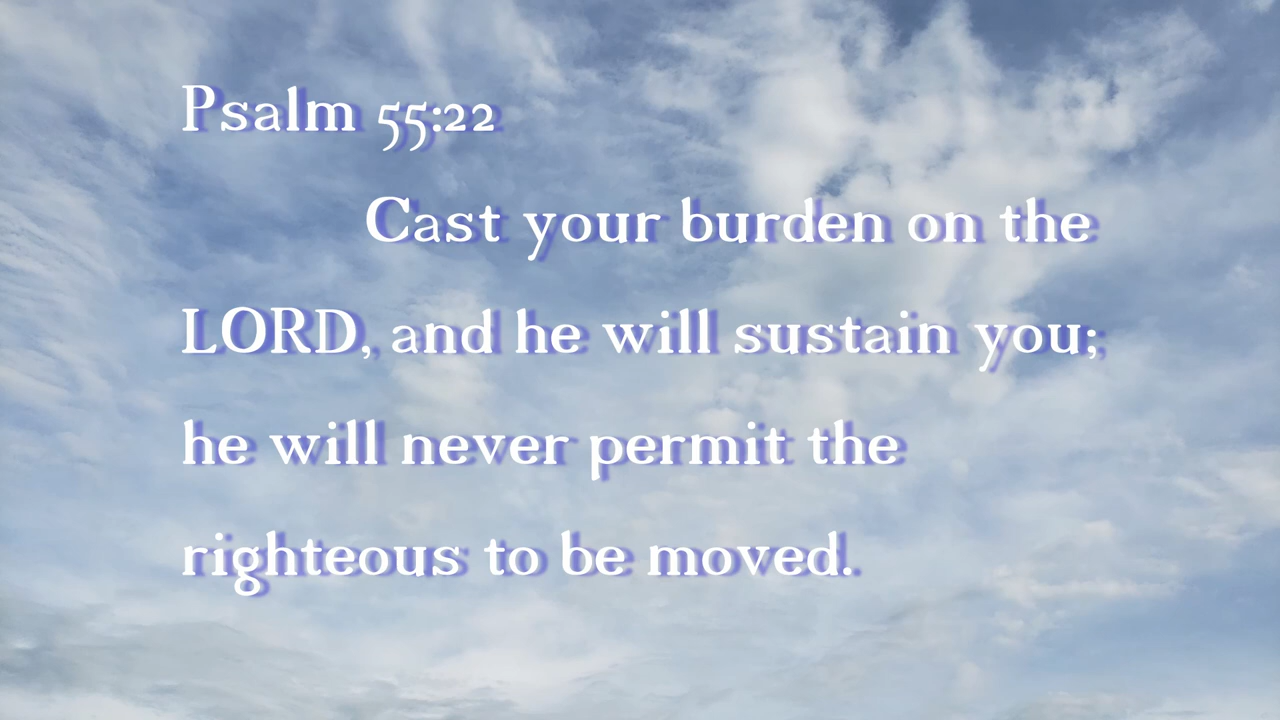 Psalm 55:22
Cast your burden on the
LORD, and he will sustain you;
he will never permit the
righteous to be moved.